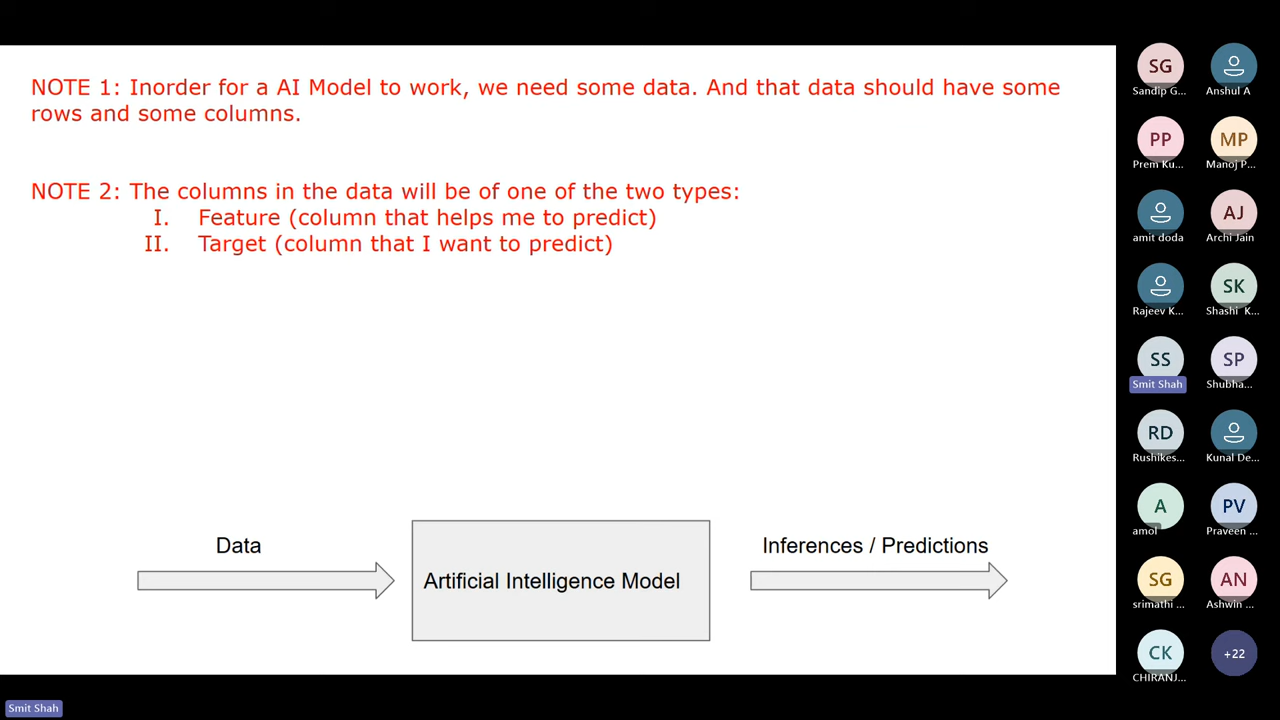 NOTE 1: Inorder for a AI Model to work, we need some data. And that data should have some
rows and some columns.
NOTE 2: The columns in the data will be of one of the two types:
I. Feature (column that helps me to predict)
II. Target (column that I want to predict)
Data
Artificial Intelligence Model
Inferences / Predictions
SG
Sandip G...
Anshul A
PP
Prem Ku...
MP
Manoj P...
amit doda
AJ
Archi Jain
Rajeev K...
SK
Shashi K...
SS
Smit Shah
SP
Shubha...
RD
Rushikes...
Kunal De...
A
amol
PV
Praveen ...
SG
srimathi ...
AN
Ashwin ...
CK
CHIRANJ...
+22
Smit Shah